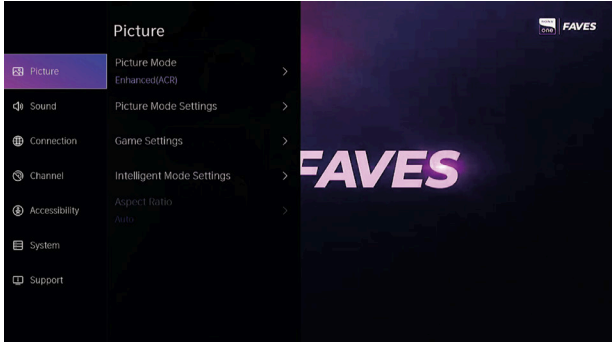 Picture
Picture
Sound
Connection
Channel
Accessibility
System
Support
Picture Mode
Enhanced(ACR)
Picture Mode Settings
Game Settings
Intelligent Mode Settings
Aspect Ratio
Auto
one
FAVES
FAVES